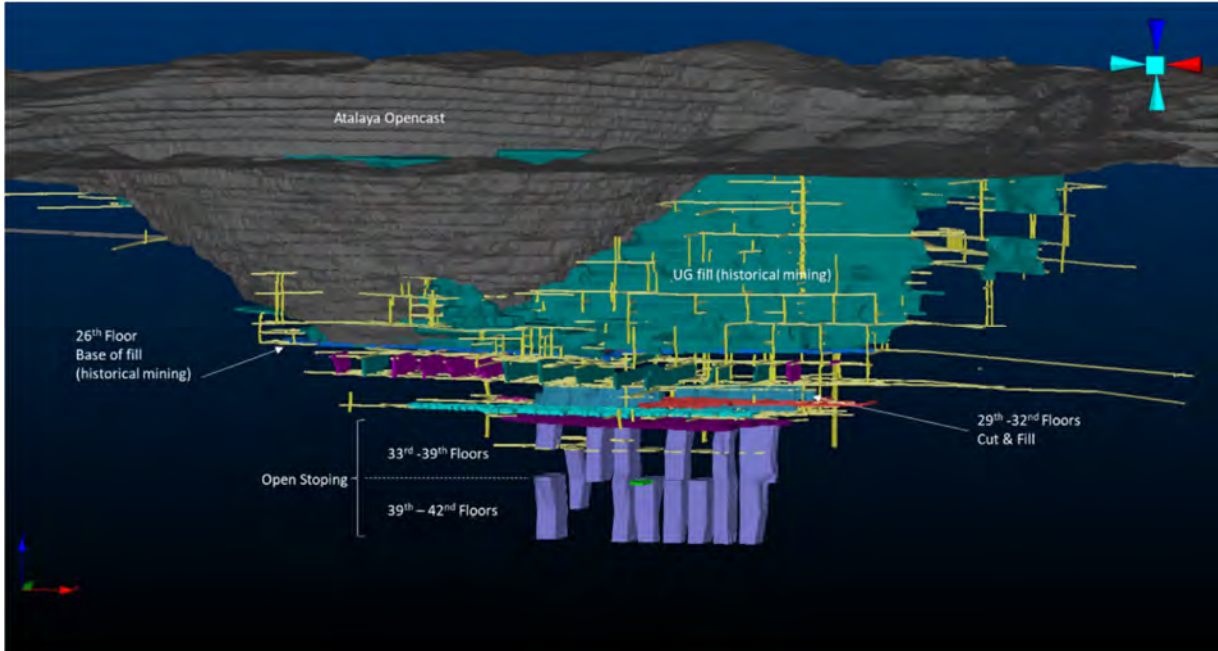 Atalaya Opencast
UG fill (historical mining)
26th Floor
Base of fill
(historical mining)
29th -32nd Floors
Cut & Fill
33rd -39th Floors
Open Stoping
39th – 42nd Floors